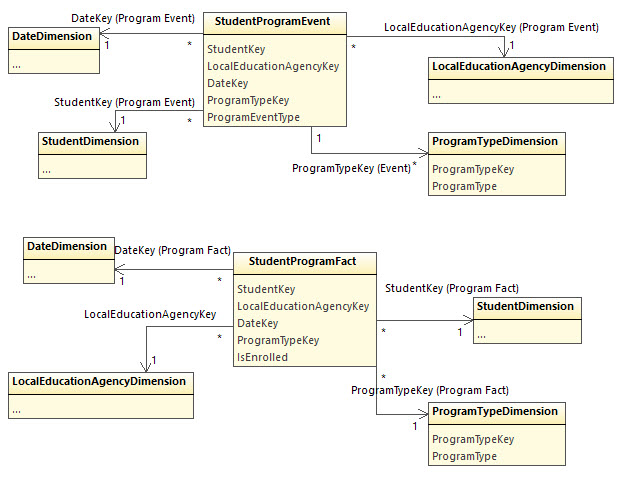 DateKey (Program Event)
StudentProgramEvent
LocalEducationAgencyKey (Program Event)
DateDimension
1
*
*
1
...
StudentKey
LocalEducationAgencyKey
DateKey
ProgramTypeKey
ProgramEventType
LocalEducationAgencyDimension
...
StudentKey (Program Event)
1
*
StudentDimension
...
1
ProgramTypeDimension
ProgramTypeKey (Event)
*
ProgramTypeKey
ProgramType
DateDimension
...
DateKey (Program Fact)
1
*
StudentProgramFact
StudentKey
LocalEducationAgencyKey
DateKey
ProgramTypeKey
IsEnrolled
StudentKey (Program Fact)
StudentDimension
...
*
1
LocalEducationAgencyKey
*
1
LocalEducationAgencyDimension
...
*
ProgramTypeKey (Program Fact)
1
ProgramTypeDimension
ProgramTypeKey
ProgramType